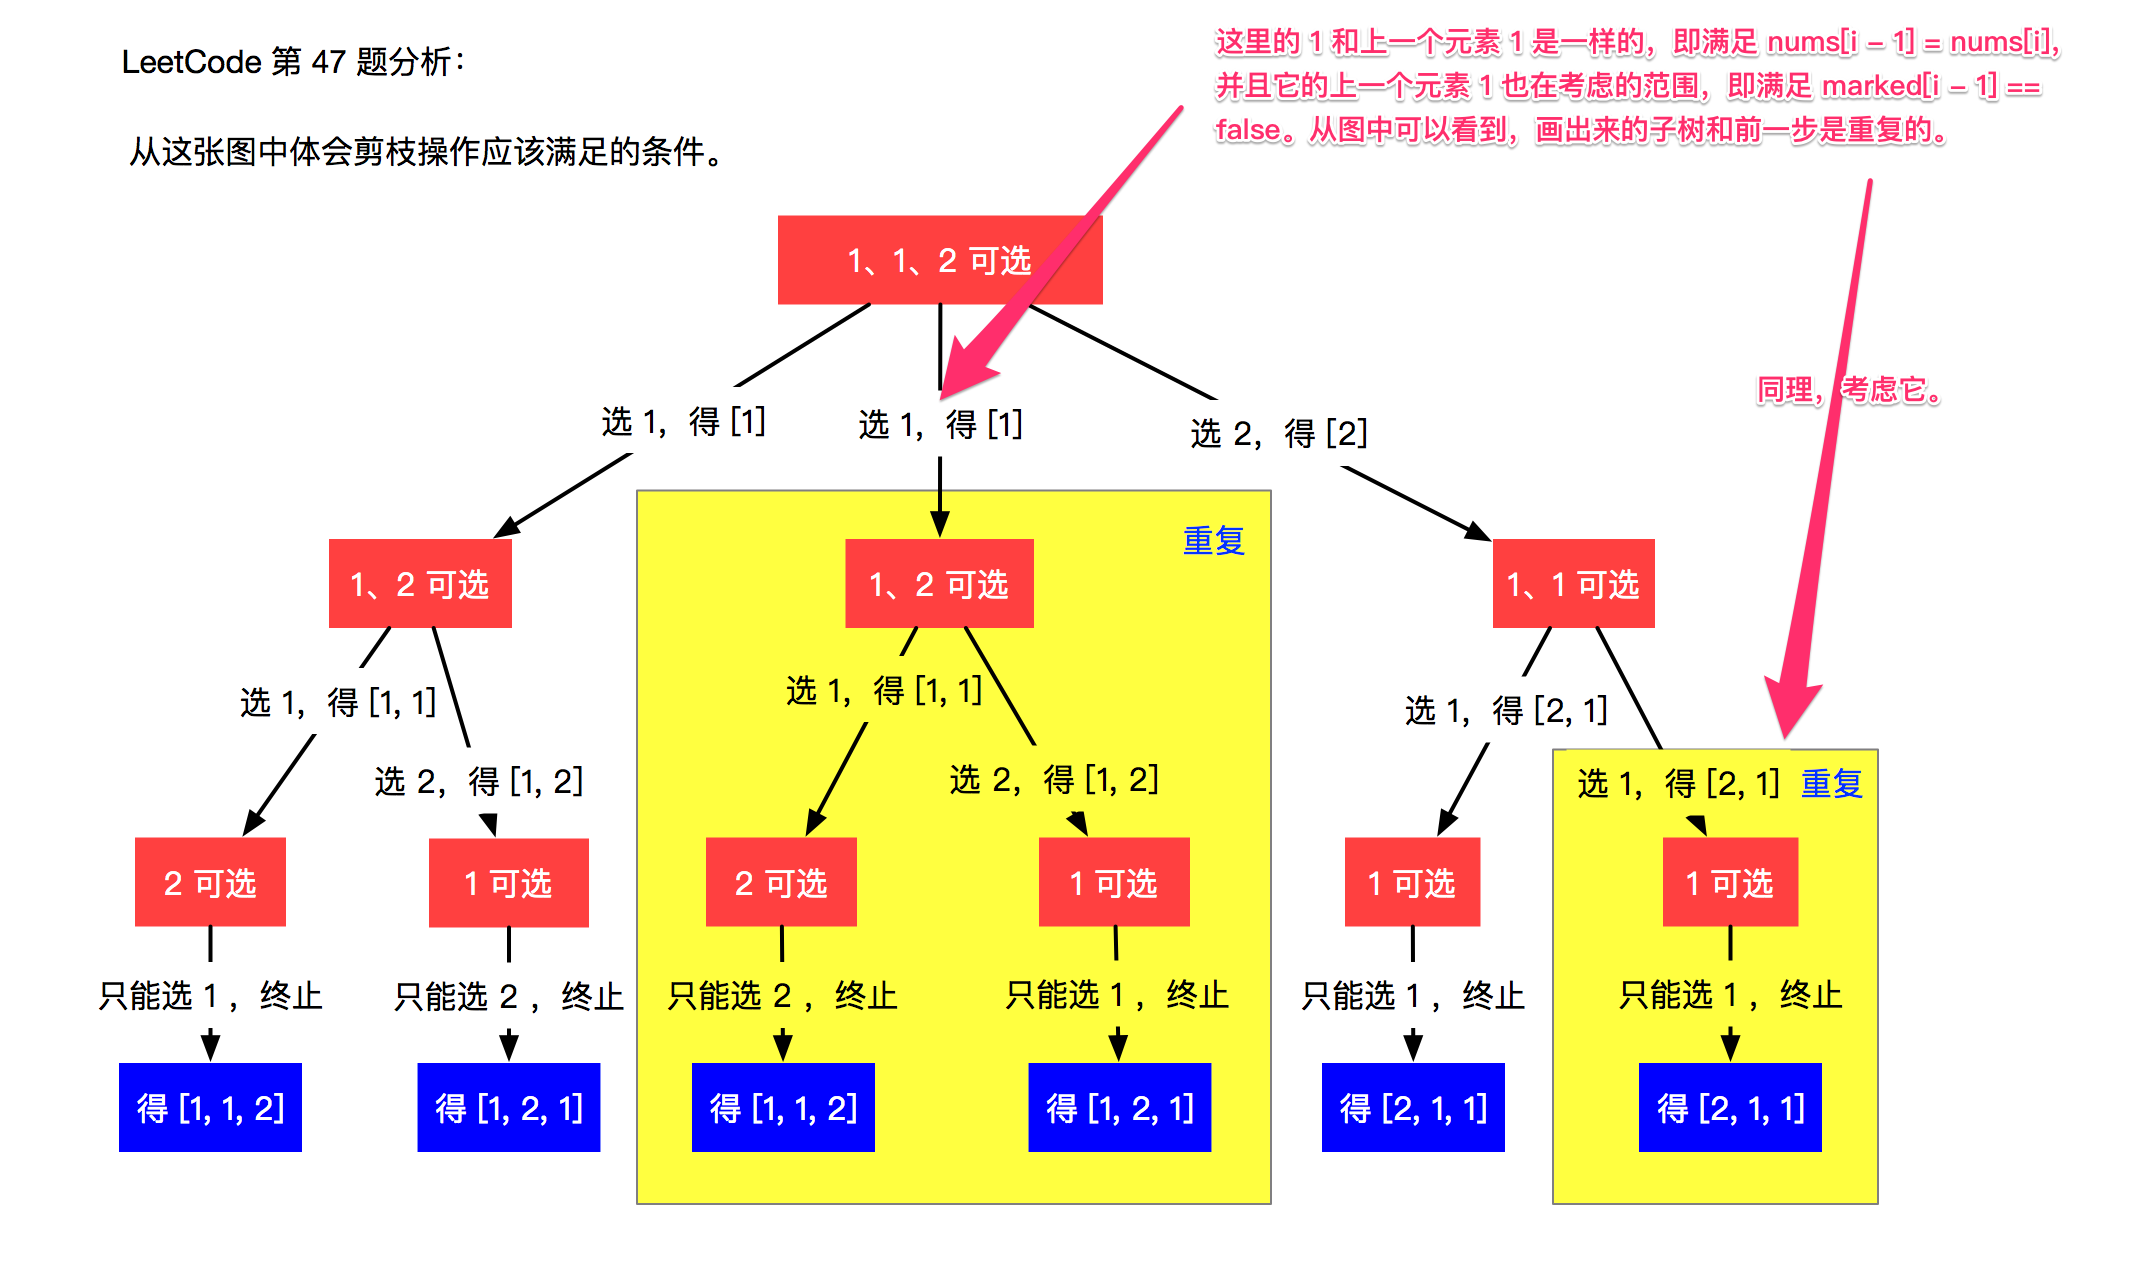 LeetCode 第 47 题分析：
从这张图中体会剪枝操作应该满足的条件。
这里的 1 和上一个元素 1 是一样的，即满足 nums[i – 1] = nums[i]，
并且它的上一个元素 1 也在考虑的范围，即满足 marked[i – 1] ==
false。从图中可以看到，画出来的子树和前一步是重复的。
同理，考虑它。
1、1、2 可选
选 1，得 [1]
选 1，得 [1]
选 2，得 [2]
重复
1、2 可选
1、2 可选
1、1 可选
选 1，得 [1, 1]
选 2，得 [1, 2]
选 1，得 [1, 1]
选 2，得 [1, 2]
选 1，得 [2, 1]
选 1，得 [2, 1]
重复
2 可选
1 可选
2 可选
1 可选
1 可选
1 可选
只能选 1 ，终止
只能选 2 ，终止
只能选 2 ，终止
只能选 1 ，终止
只能选 1 ，终止
只能选 1 ，终止
得 [1, 1, 2]
得 [1, 2, 1]
得 [1, 1, 2]
得 [1, 2, 1]
得 [2, 1, 1]
得 [2, 1, 1]